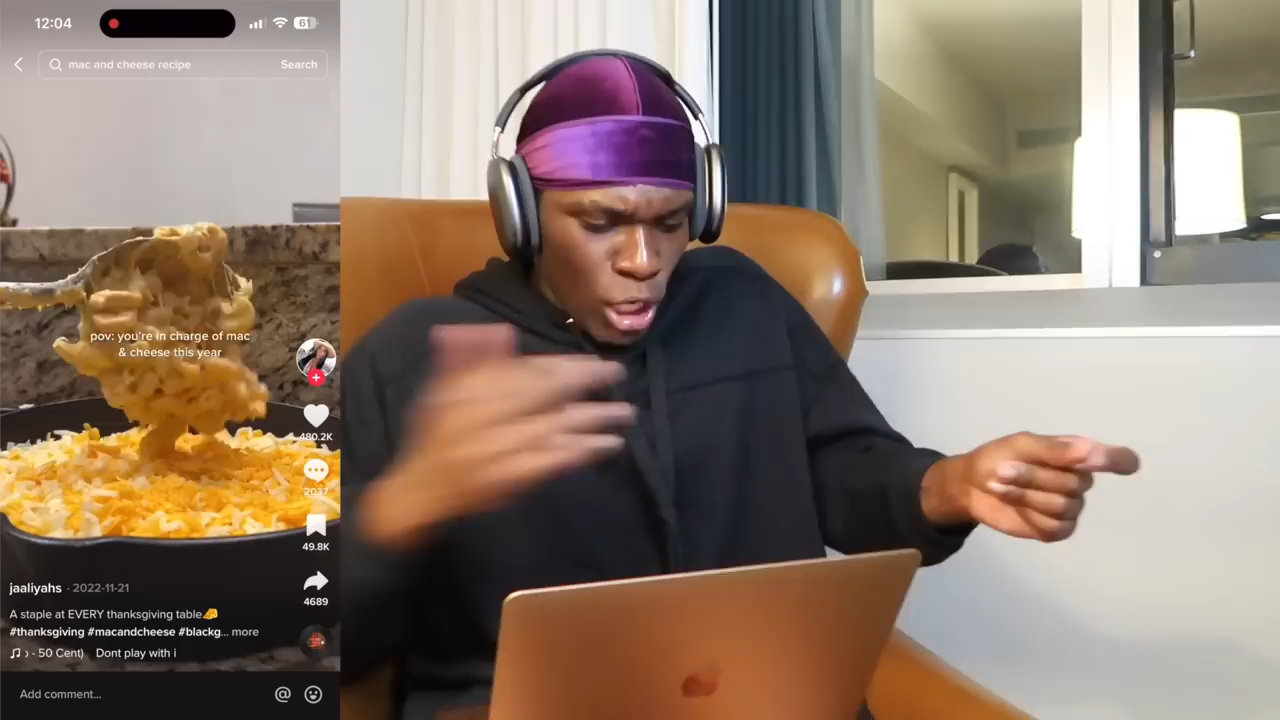 12:04
61
mac and cheese recipe
Search
pov: you're in charge of mac
& cheese this year
480.2K
2037
49.8K
4689
jaaliyahs · 2022-11-21
A staple at EVERY thanksgiving table🫶
#thanksgiving #macandcheese #blackg... more
♫ ♪ - 50 Cent) Dont play with i
Add comment...
@